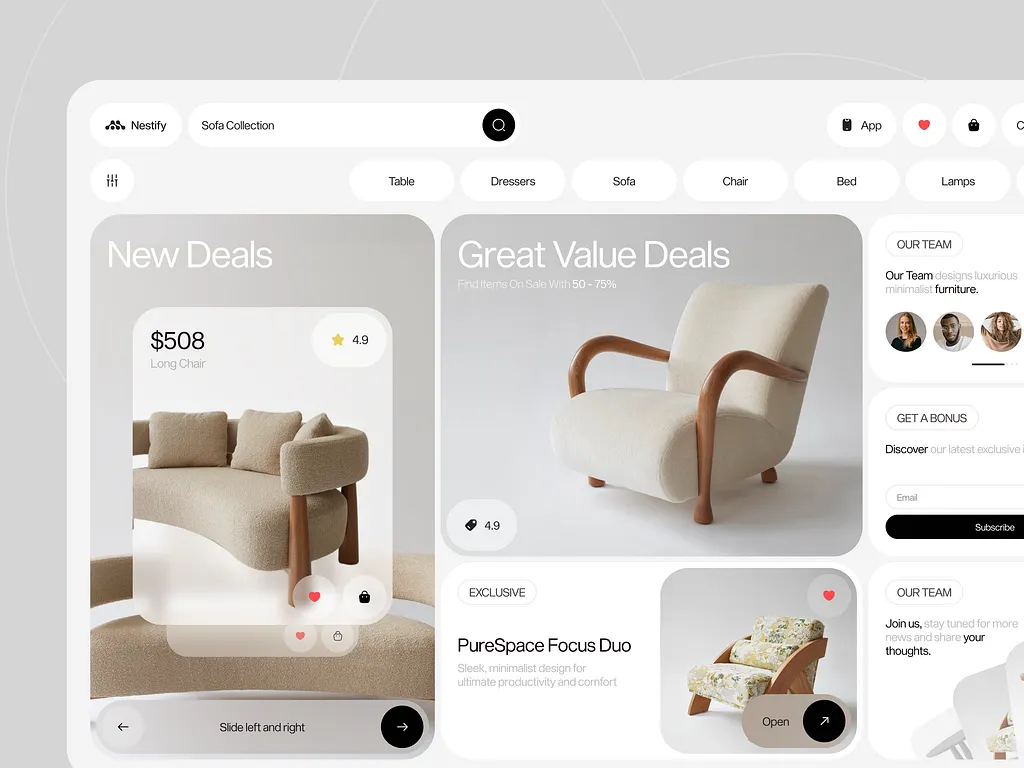 Nestify
Sofa Collection
App
Table
Dressers
Sofa
Chair
Bed
Lamps
New Deals
$508
Long Chair
4.9
Slide left and right
Great Value Deals
Find Items On Sale With 50 - 75%
4.9
EXCLUSIVE
PureSpace Focus Duo
Sleek, minimalist design for
ultimate productivity and comfort
Open
OUR TEAM
Our Team designs luxurious
minimalist furniture.
GET A BONUS
Discover our latest exclusive
Email
Subscribe
OUR TEAM
Join us, stay tuned for more
news and share your
thoughts.